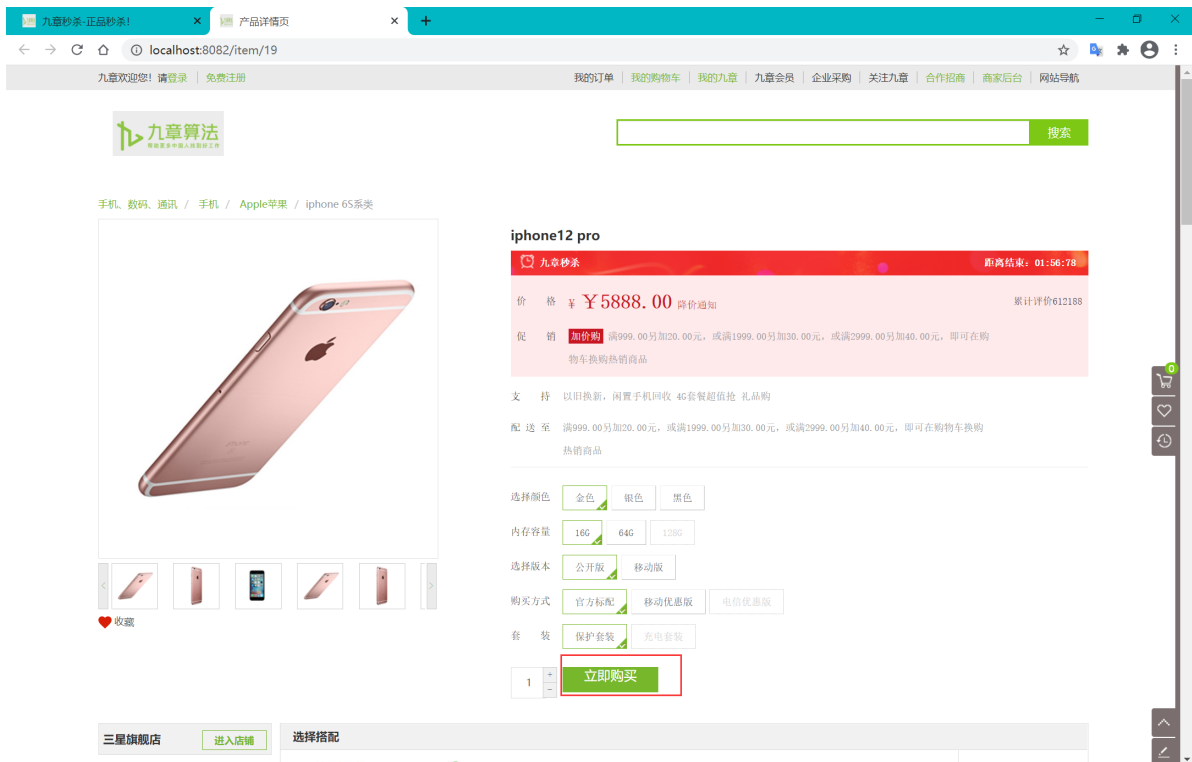 九章秒杀-正品秒杀！
产品详情页
localhost:8082/item/19
九章欢迎您！请登录 免费注册
我的订单 我的购物车 我的九章 九章会员 企业采购 关注九章 合作招商 商家后台 网站导航
九章算法
帮助更多中国人找到好工作
搜索
手机、数码、通讯 / 手机 / Apple苹果 / iphone 6S系类
iphone12 pro
九章秒杀 距离结束：01:56:78
价 格 ¥ ￥5888.00 降价通知 累计评价612188
促 销 加价购 满999.00另加20.00元，或满1999.00另加30.00元，或满2999.00另加40.00元，即可在购
物车换购热销商品
支 持 以旧换新，闲置手机回收 4G套餐超值抢 礼品购
配 送 至 满999.00另加20.00元，或满1999.00另加30.00元，或满2999.00另加40.00元，即可在购物车换购
热销商品
选择颜色 金色 银色 黑色
内存容量 16G 64G 128G
选择版本 公开版 移动版
购买方式 官方标配 移动优惠版 电信优惠版
套 装 保护套装 充电套装
1 + - 立即购买
收藏
0
三星旗舰店 进入店铺
选择搭配